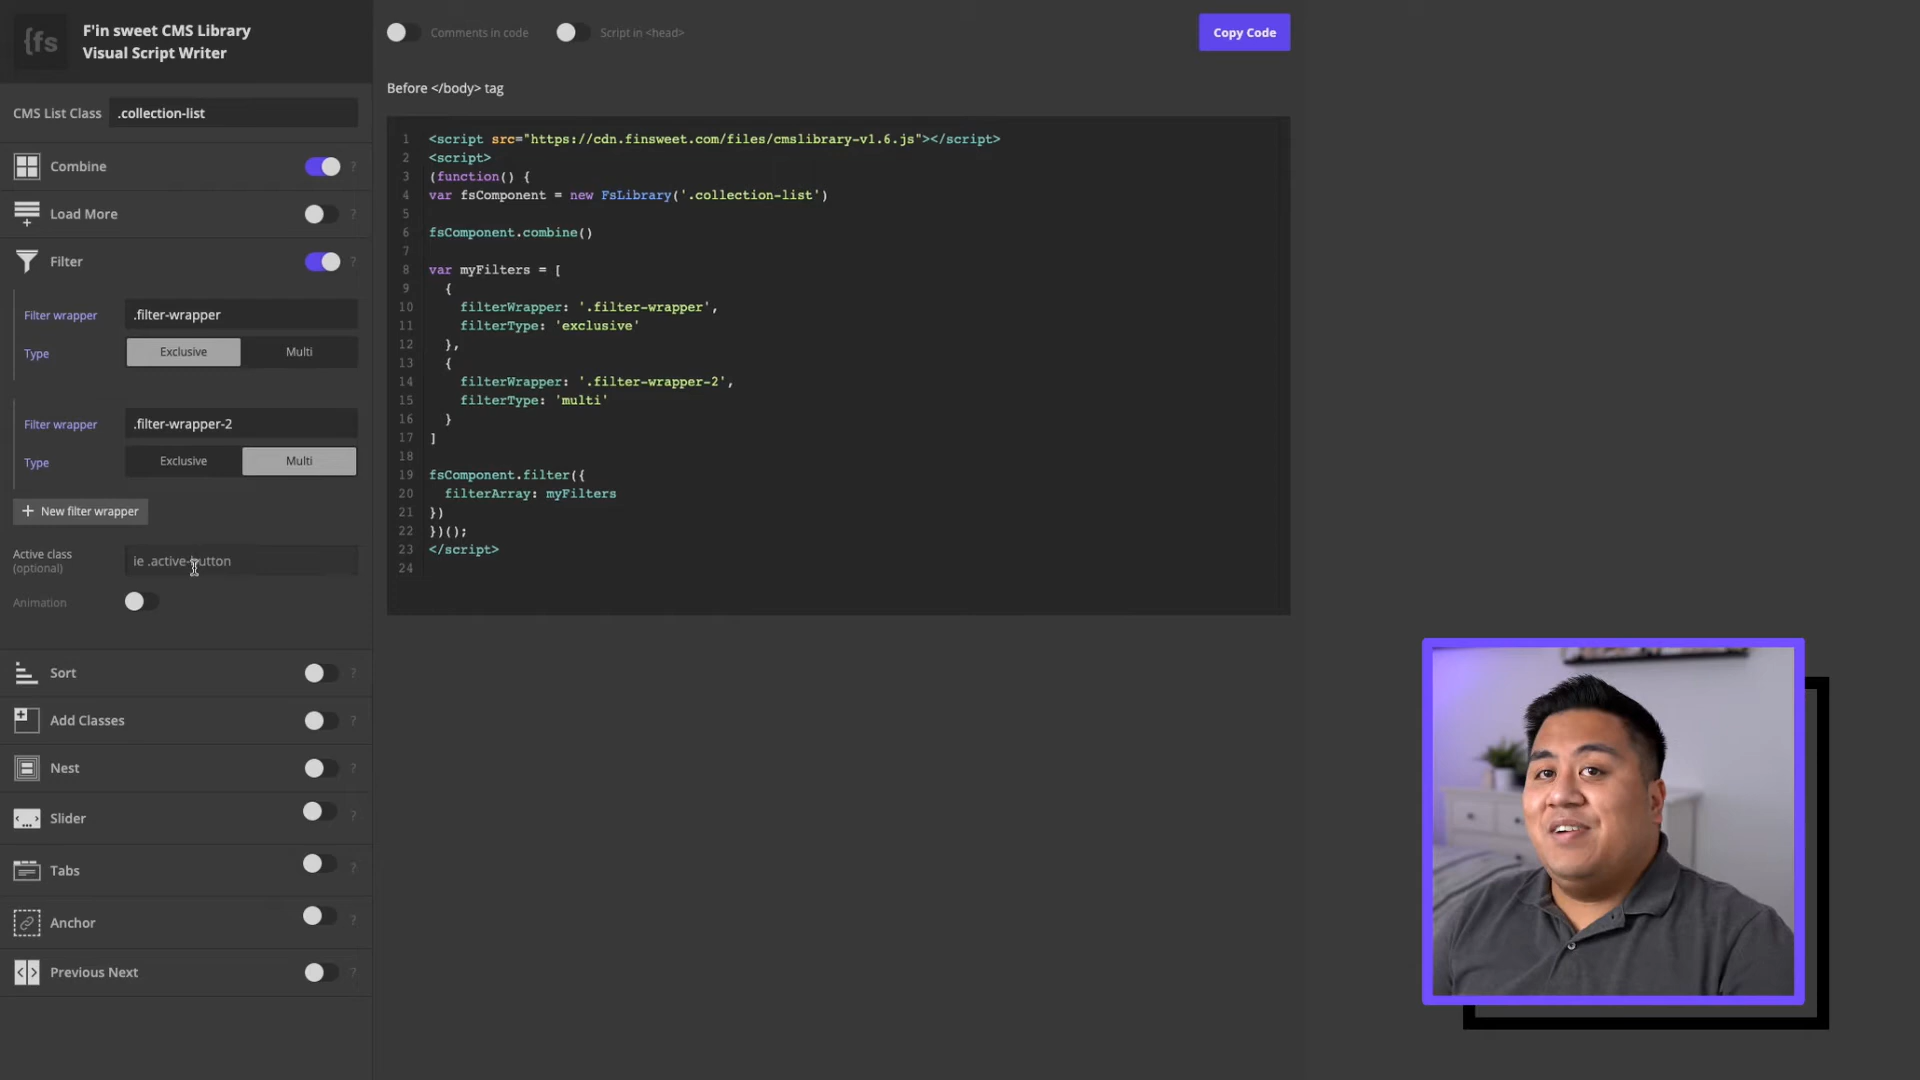 {fs
F'in sweet CMS Library
Visual Script Writer
CMS List Class .collection-list
Combine ?
Load More ?
Filter ?
Filter wrapper .filter-wrapper
Type Exclusive Multi
Filter wrapper .filter-wrapper-2
Type Exclusive Multi
+ New filter wrapper
Active class
(optional)
ie .active-button
Animation
Sort ?
Add Classes ?
Nest ?
Slider ?
Tabs ?
Anchor ?
Previous Next ?
Comments in code Script in <head> Copy Code
Before </body> tag
1 <script src="https://cdn.finsweet.com/files/cmslibrary-v1.6.js"></script>
2 <script>
3 (function() {
4 var fsComponent = new FsLibrary('.collection-list')
5
6 fsComponent.combine()
7
8 var myFilters = [
9 {
10 filterWrapper: '.filter-wrapper',
11 filterType: 'exclusive'
12 },
13 {
14 filterWrapper: '.filter-wrapper-2',
15 filterType: 'multi'
16 }
17 ]
18
19 fsComponent.filter({
20 filterArray: myFilters
21 })
22 })();
23 </script>
24